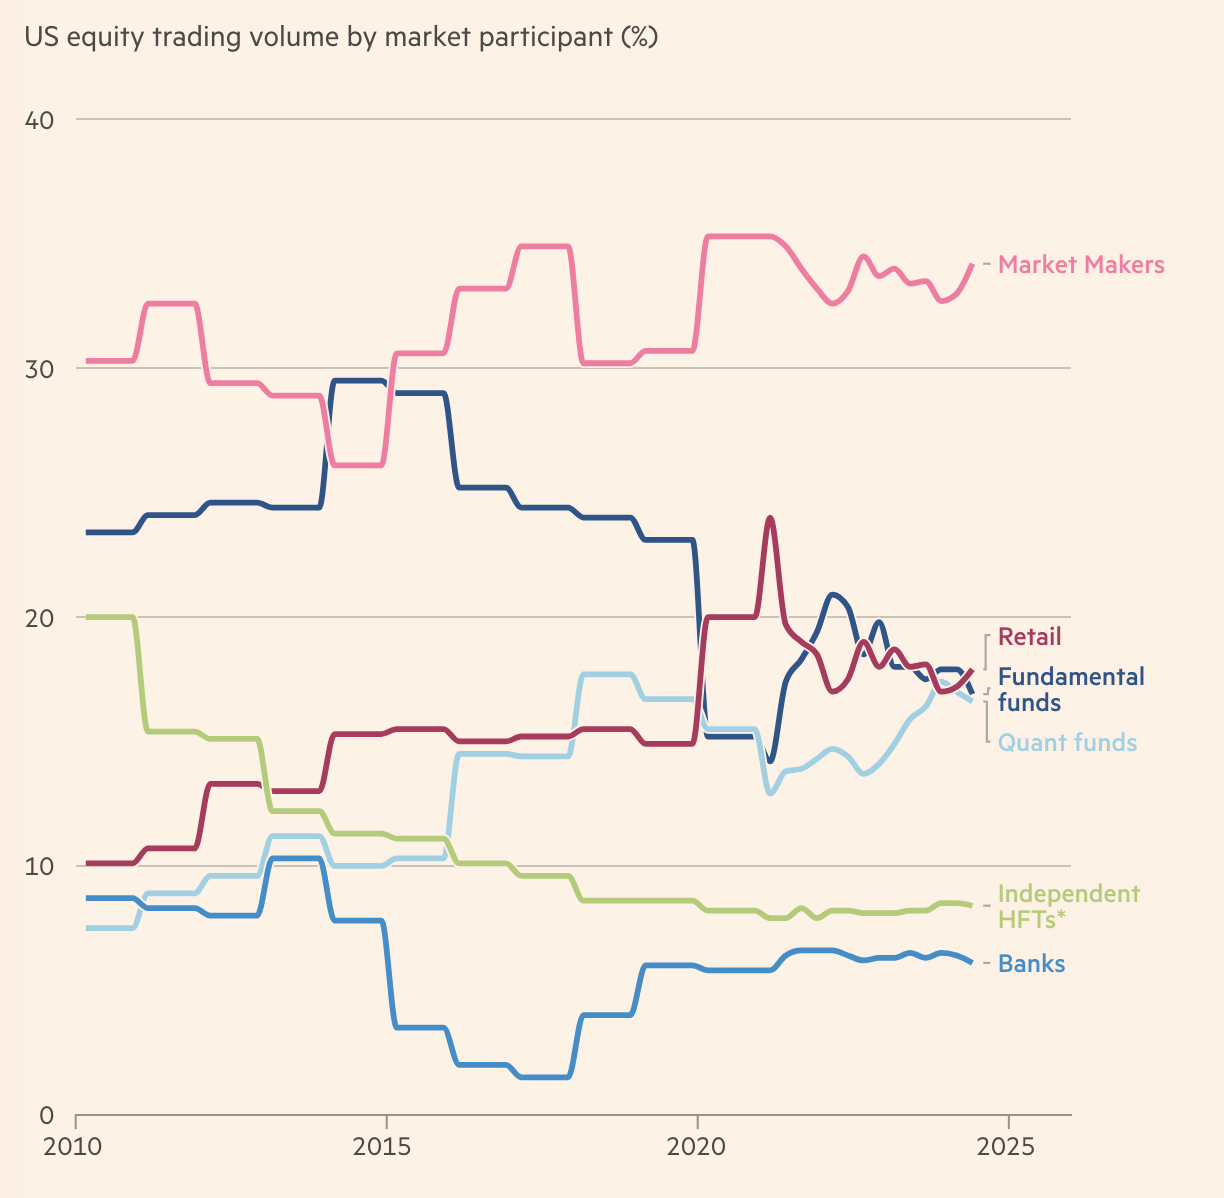 US equity trading volume by market participant (%)
40
30
20
10
0
2010
2015
2020
2025
Market Makers
Retail
Fundamental
funds
Quant funds
Independent
HFTs*
Banks